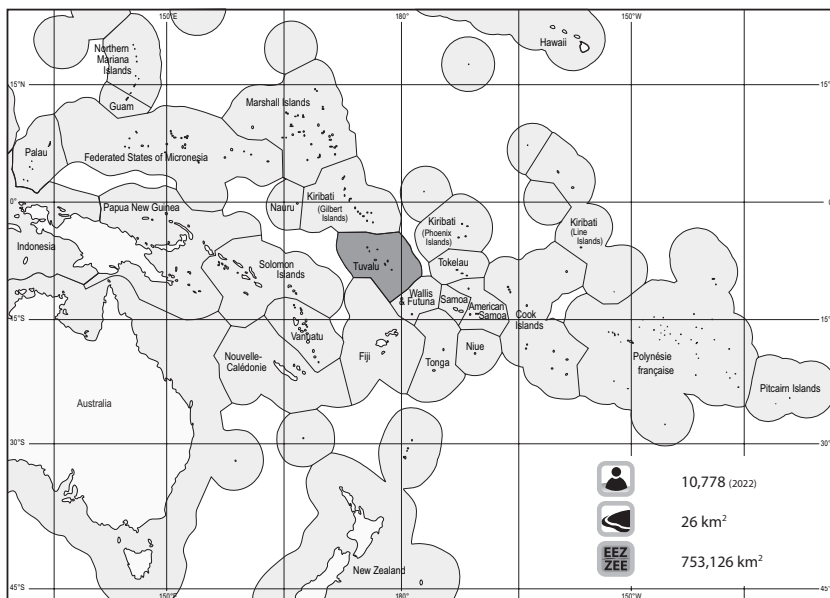 150°E
180°
150°W
Northern
Mariana
Islands
Hawaii
15°N
15°N
Guam
Marshall Islands
Palau
Federated States of Micronesia
0°
0°
Papua New Guinea
Nauru
Kiribati
(Gilbert
Islands)
Kiribati
(Phoenix
Islands)
Kiribati
(Line
Islands)
Indonesia
Solomon
Islands
Tuvalu
Tokelau
Wallis
& Futuna
Samoa
American
Samoa
Cook
Islands
15°S
15°S
Vanuatu
Nouvelle-
Calédonie
Fiji
Tonga
Niue
Polynésie
française
Pitcairn Islands
Australia
30°S
30°S
New Zealand
10,778 (2022)
26 km²
EEZ
ZEE
753,126 km²
45°S
45°S
150°E
180°
150°W